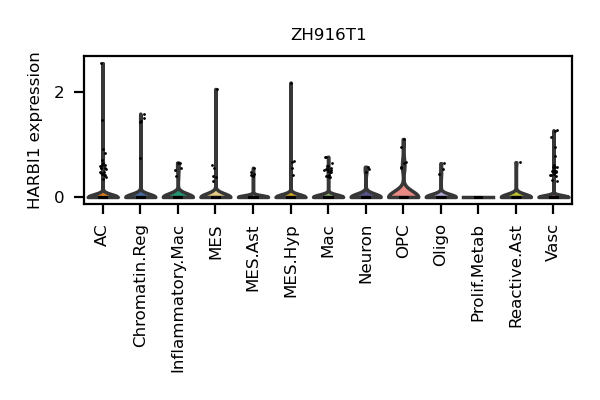 ZH916T1
HARBI1 expression
2
0
AC
Chromatin.Reg
Inflammatory.Mac
MES
MES.Ast
MES.Hyp
Mac
Neuron
OPC
Oligo
Prolif.Metab
Reactive.Ast
Vasc